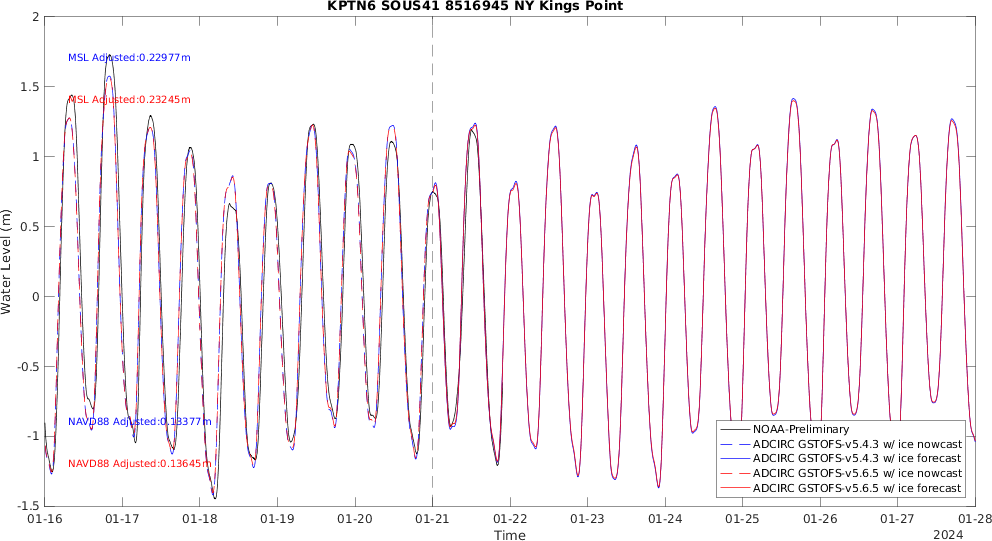 KPTN6 SOUS41 8516945 NY Kings Point
2
1.5
1
0.5
0
-0.5
-1
-1.5
Water Level (m)
MSL Adjusted:0.22977m
MSL Adjusted:0.23245m
NAVD88 Adjusted:0.13377m
NAVD88 Adjusted:0.13645m
NOAA-Preliminary
ADCIRC GSTOFS-v5.4.3 w/ ice nowcast
ADCIRC GSTOFS-v5.4.3 w/ ice forecast
ADCIRC GSTOFS-v5.6.5 w/ ice nowcast
ADCIRC GSTOFS-v5.6.5 w/ ice forecast
01-16 01-17 01-18 01-19 01-20 01-21 01-22 01-23 01-24 01-25 01-26 01-27 01-28
Time
2024